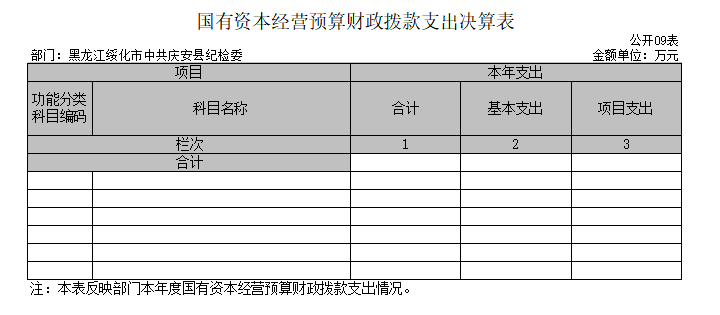 国有资本经营预算财政拨款支出决算表
公开09表
部门：黑龙江绥化市中共庆安县纪检委 金额单位：万元
项目 本年支出
功能分类科目编码 科目名称 合计 基本支出 项目支出
栏次 1 2 3
合计
注：本表反映部门本年度国有资本经营预算财政拨款支出情况。